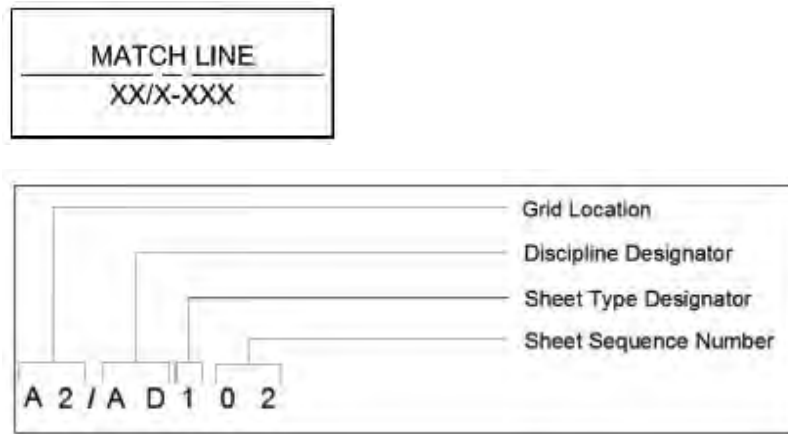 MATCH LINE
XX/X-XXX
Grid Location
Discipline Designator
Sheet Type Designator
Sheet Sequence Number
A 2 / A D 1 0 2